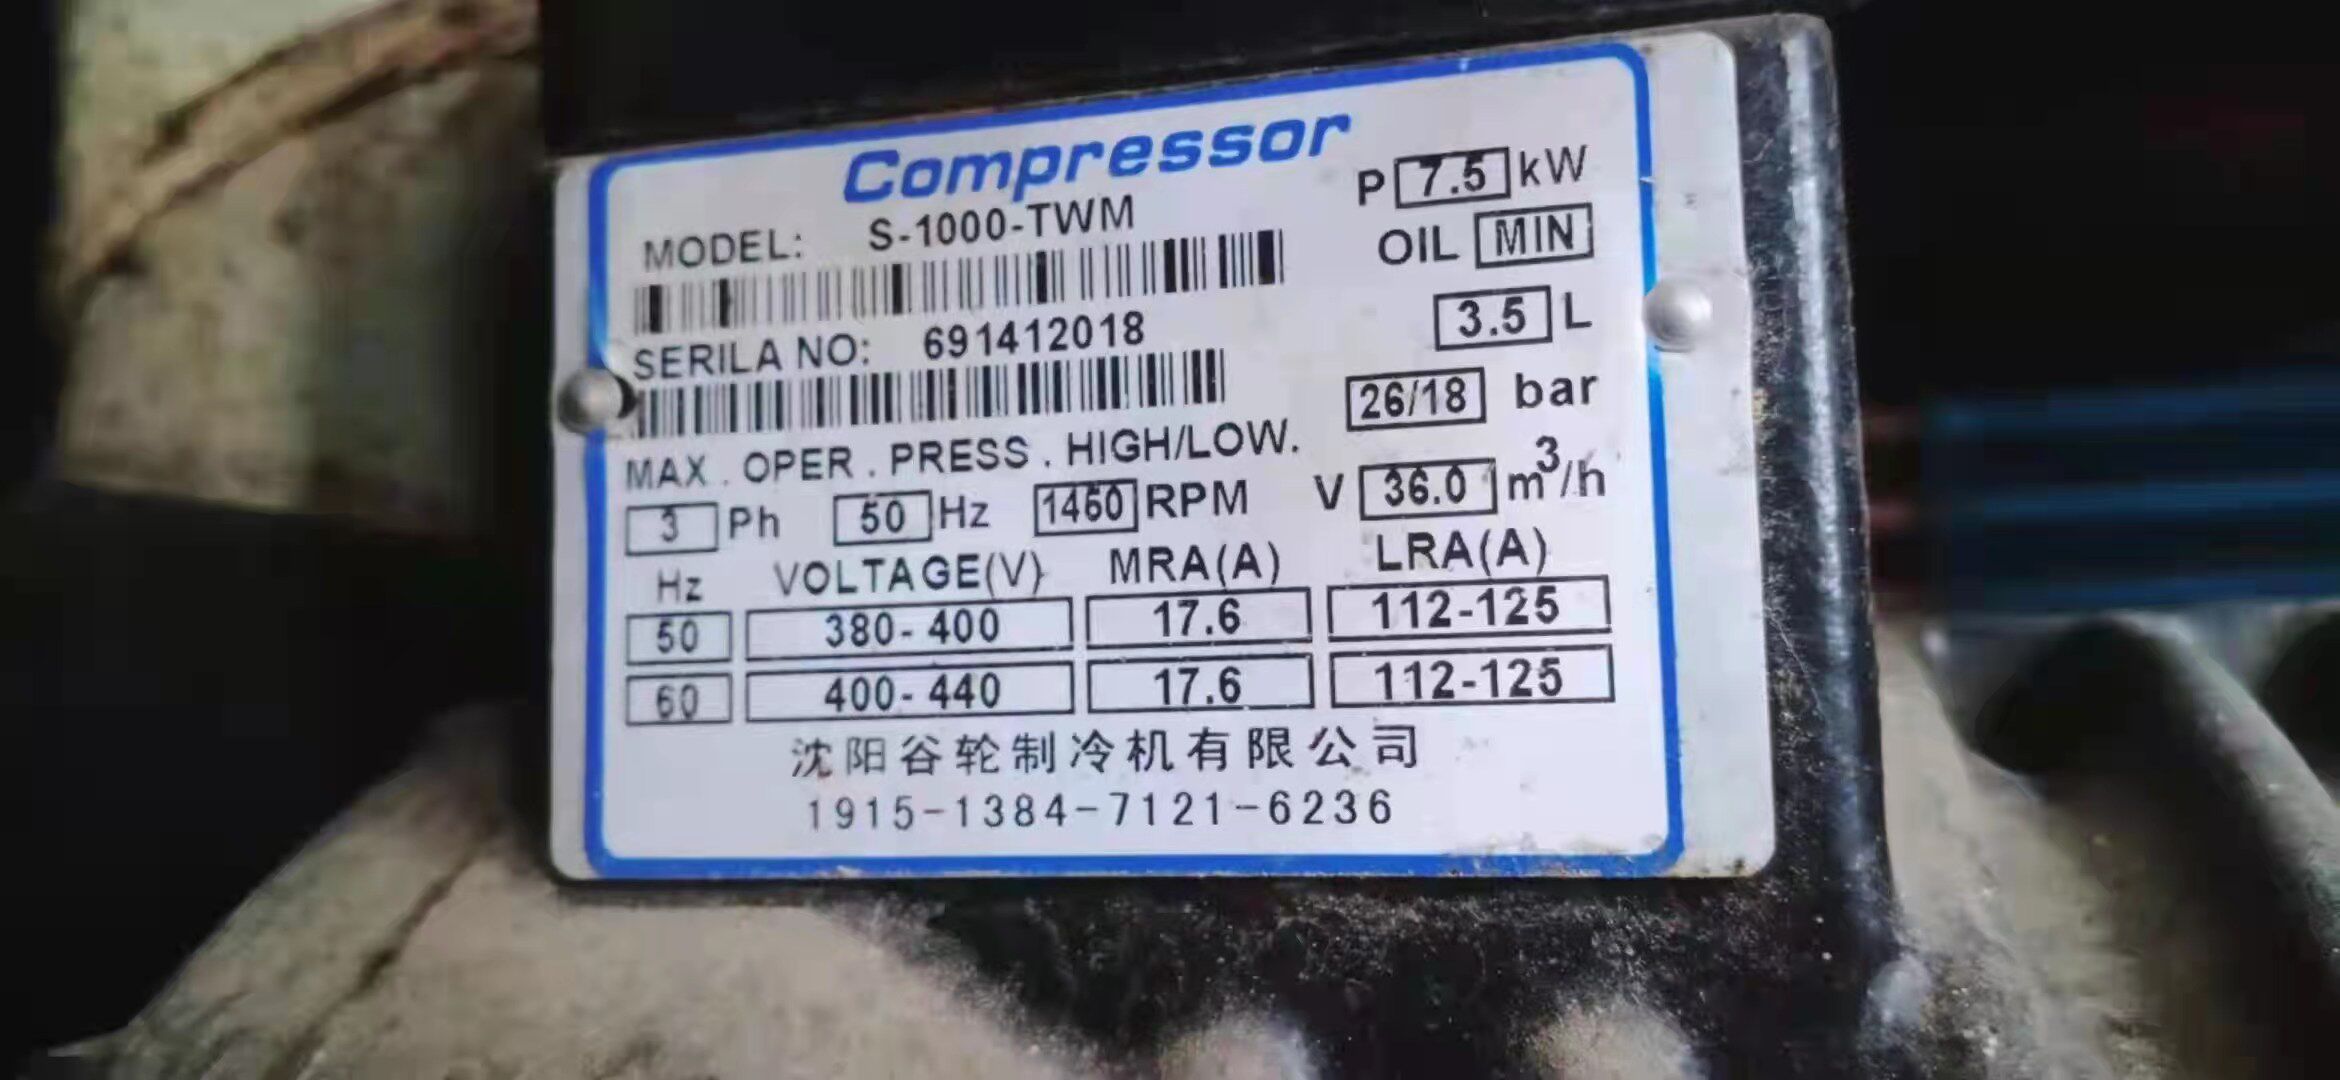 Compressor
MODEL: S-1000-TWM
P 7.5 kW
OIL MIN
SERILA NO: 691412018
3.5 L
26/18 bar
MAX. OPER. PRESS. HIGH/LOW.
3 Ph 50 Hz 1460 RPM V 36.0 m³/h
Hz VOLTAGE(V) MRA(A) LRA(A)
50 380-400 17.6 112-125
60 400-440 17.6 112-125
沈阳谷轮制冷机有限公司
1915-1384-7121-6236